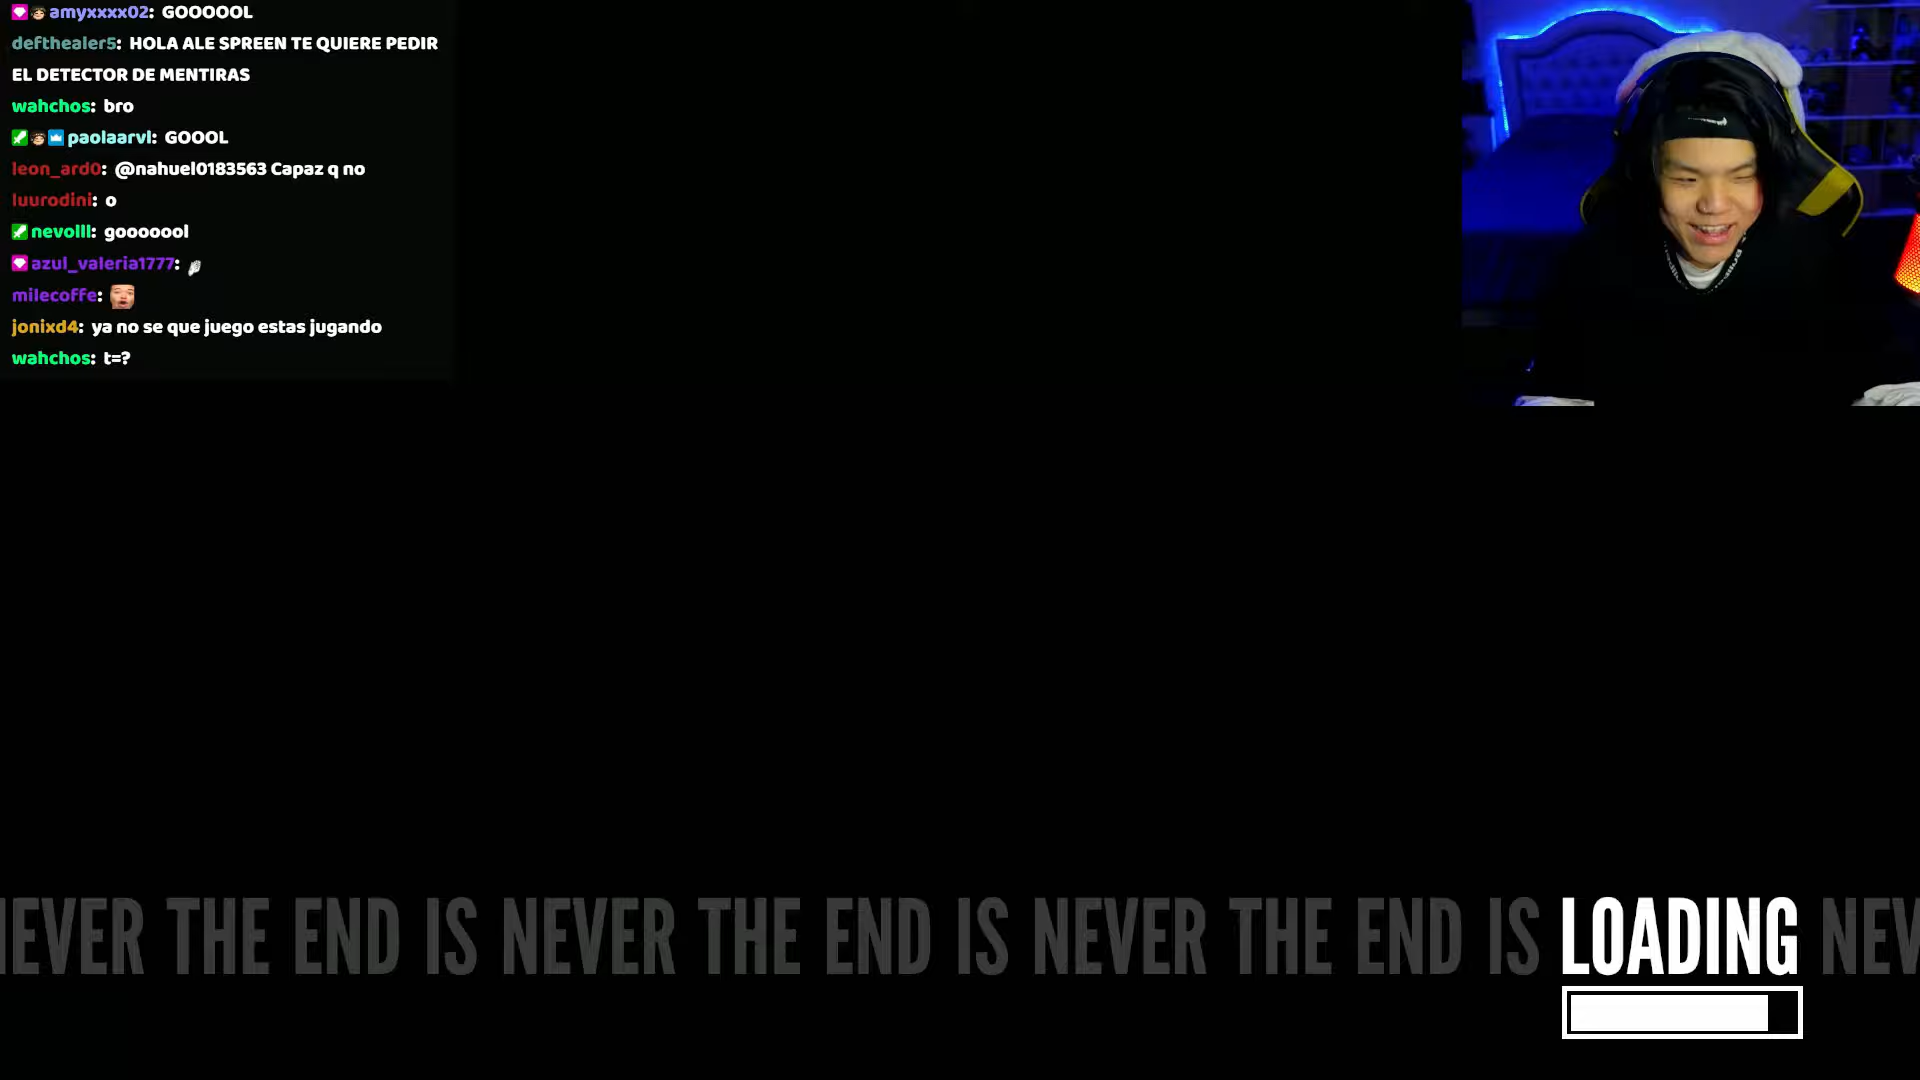 amyxxxx02: GOOOOOL
defthealer5: HOLA ALE SPREEN TE QUIERE PEDIR
EL DETECTOR DE MENTIRAS
wahchos: bro
paolaarvl: GOOOL
leon_ard0: @nahuel0183563 Capaz q no
luurodini: o
nevolll: gooooool
azul_valeria1777:
milecoffe:
jonixd4: ya no se que juego estas jugando
wahchos: t=?
NEVER THE END IS NEVER THE END IS NEVER THE END IS LOADING NEV